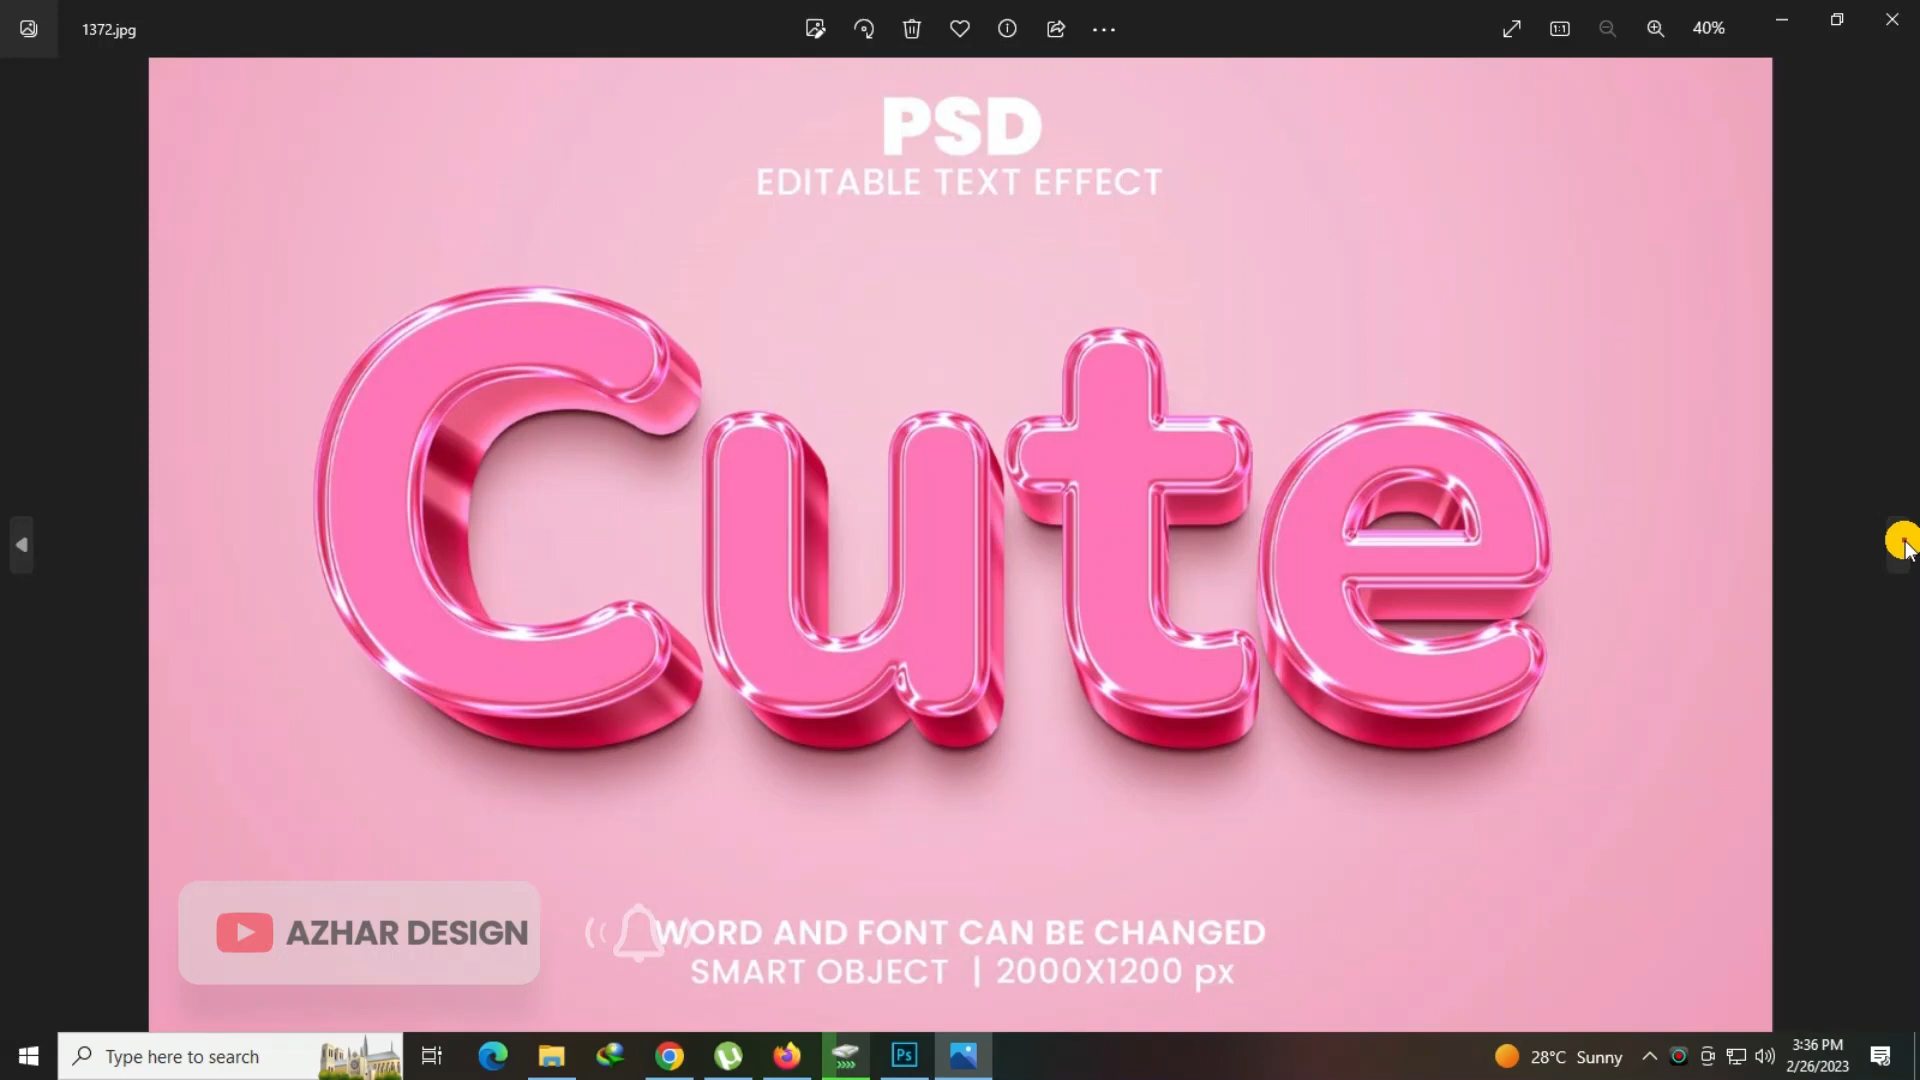 1372.jpg
40%
PSD
EDITABLE TEXT EFFECT
Cute
AZHAR DESIGN
WORD AND FONT CAN BE CHANGED
SMART OBJECT | 2000X1200 px
Type here to search
Ps
28°C Sunny
3:36 PM
2/26/2023